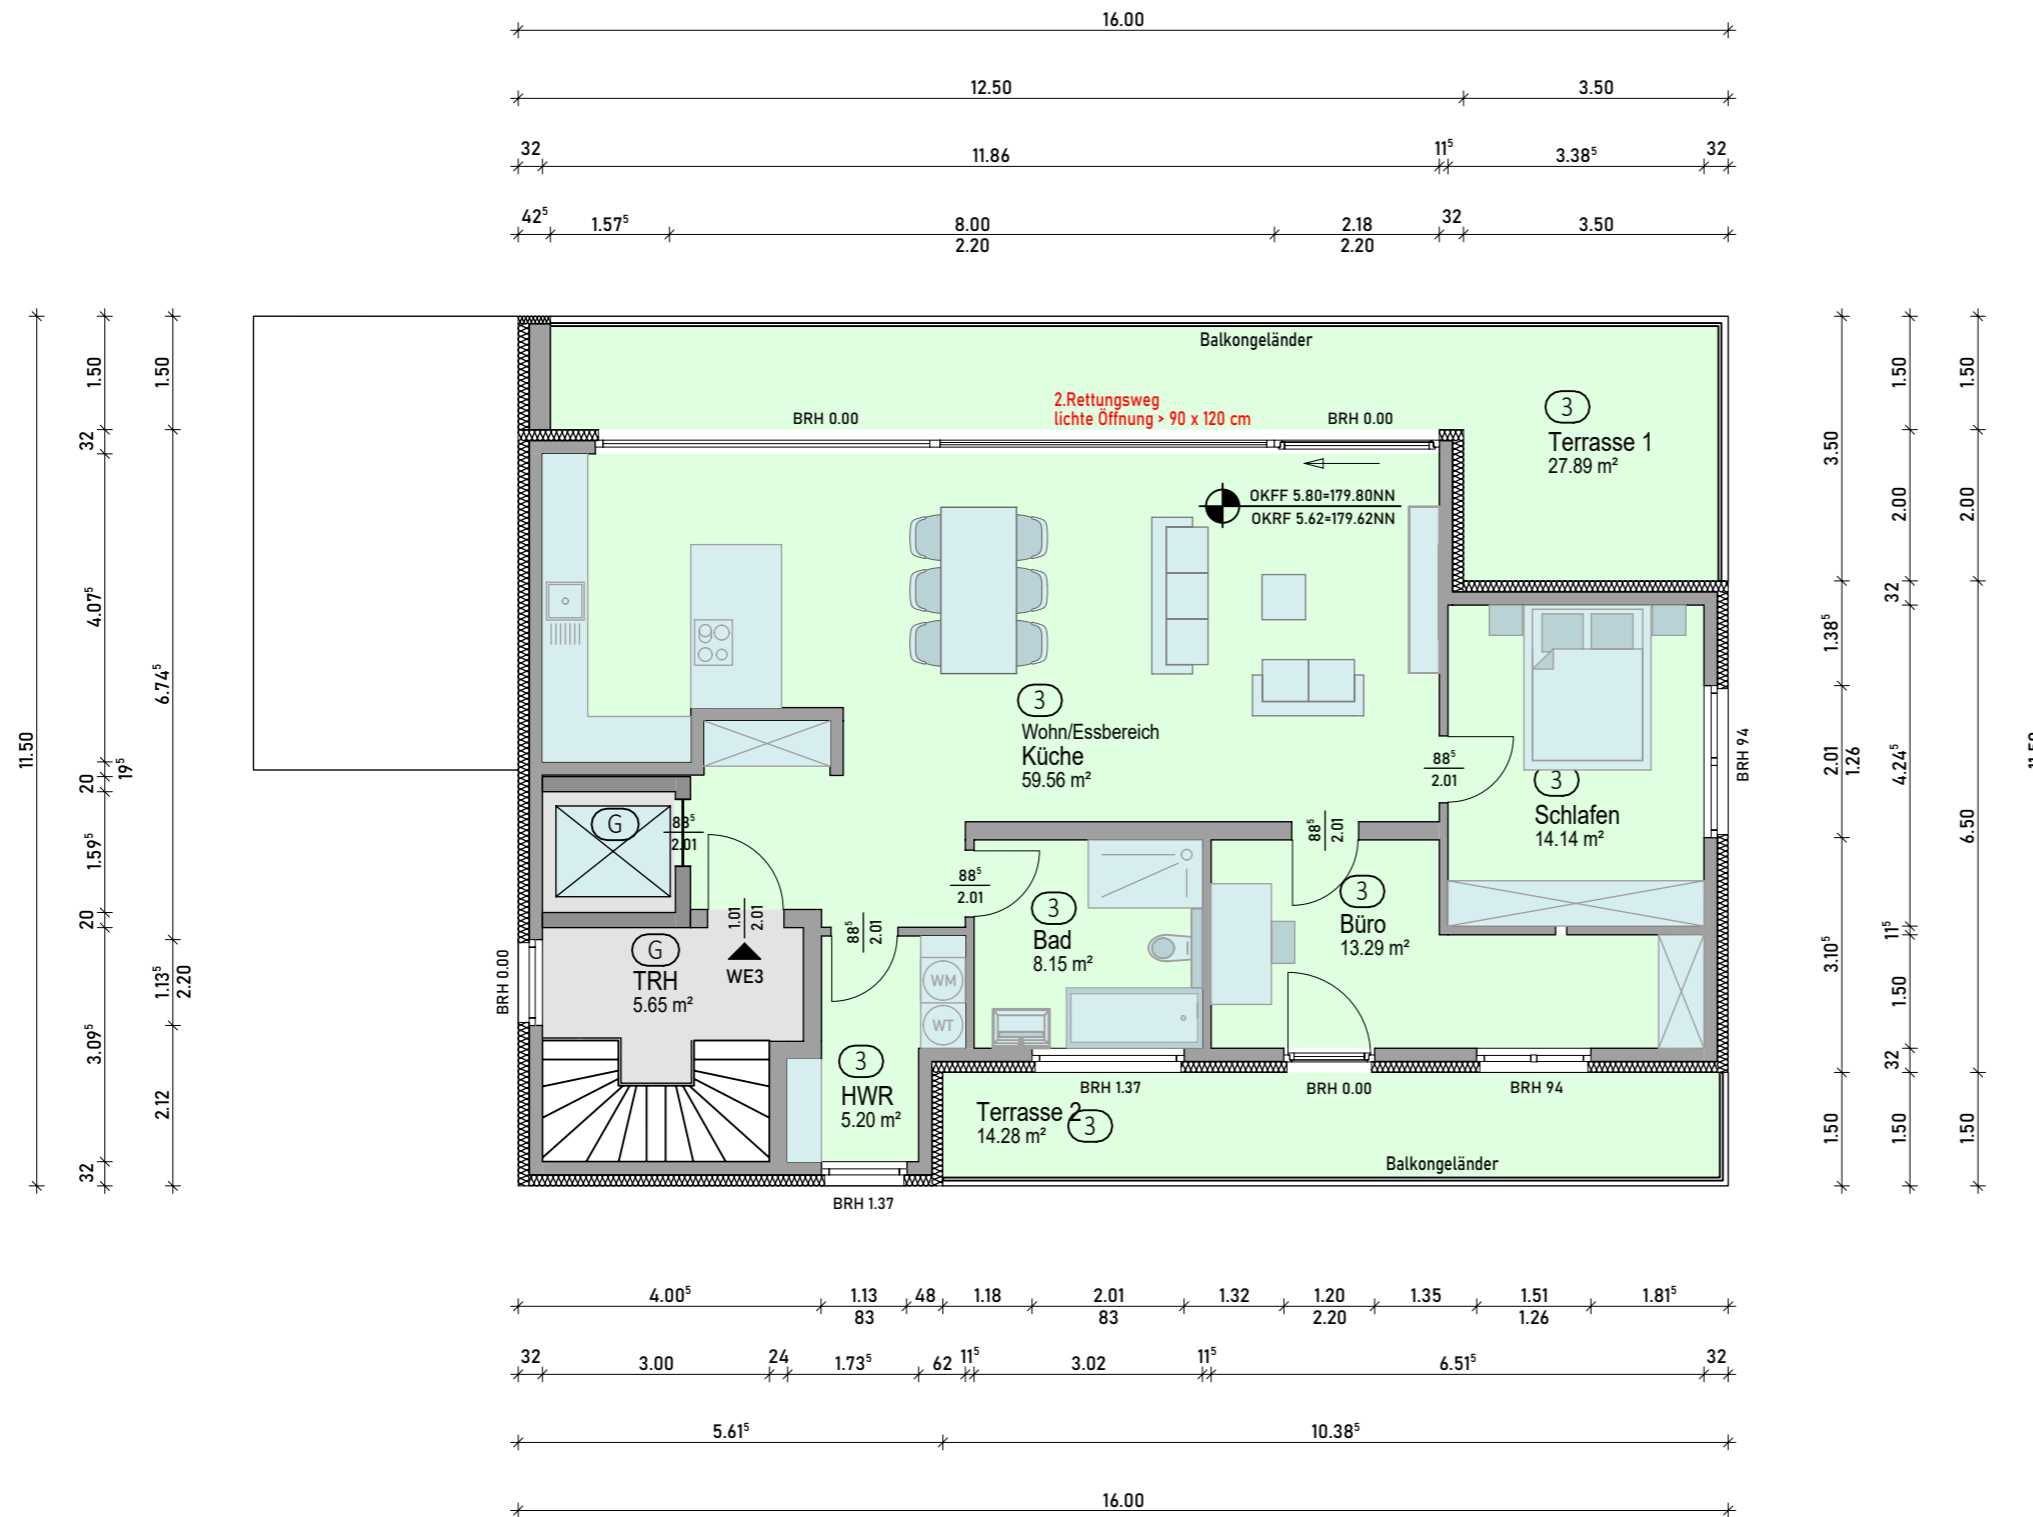 16.00
12.50 3.50
32 11.86 11⁵ 3.38⁵ 32
42⁵ 1.57⁵ 8.00 2.18 32 3.50
2.20 2.20
Balkongeländer
2.Rettungsweg
lichte Öffnung > 90 x 120 cm
BRH 0.00
BRH 0.00
3
Terrasse 1
27.89 m²
OKFF 5.80=179.80NN
OKRF 5.62=179.62NN
3
Wohn/Essbereich
Küche
59.56 m²
88⁵
2.01
3
Schlafen
14.14 m²
BRH 94
G
88⁵
2.01
88⁵
2.01
88⁵
2.01
3
Bad
8.15 m²
3
Büro
13.29 m²
1.01
2.01
88⁵
2.01
G
TRH
5.65 m²
WE3
BRH 0.00
WM
WT
3
HWR
5.20 m²
BRH 1.37
BRH 0.00
BRH 94
Terrasse 2
14.28 m²
3
Balkongeländer
BRH 1.37
11.50
1.50
32
4.07⁵
20
19⁵
1.59⁵
20
3.09⁵
32
1.50
6.74⁵
1.13⁵
2.20
2.12
3.50
1.38⁵
2.01
1.26
3.10⁵
1.50
1.50
2.00
32
4.24⁵
11⁵
1.50
32
1.50
1.50
2.00
6.50
1.50
4.00⁵ 1.13 48 1.18 2.01 1.32 1.20 1.35 1.51 1.81⁵
83 83 2.20 1.26
32 3.00 24 1.73⁵ 62 11⁵ 3.02 11⁵ 6.51⁵ 32
5.61⁵ 10.38⁵
16.00